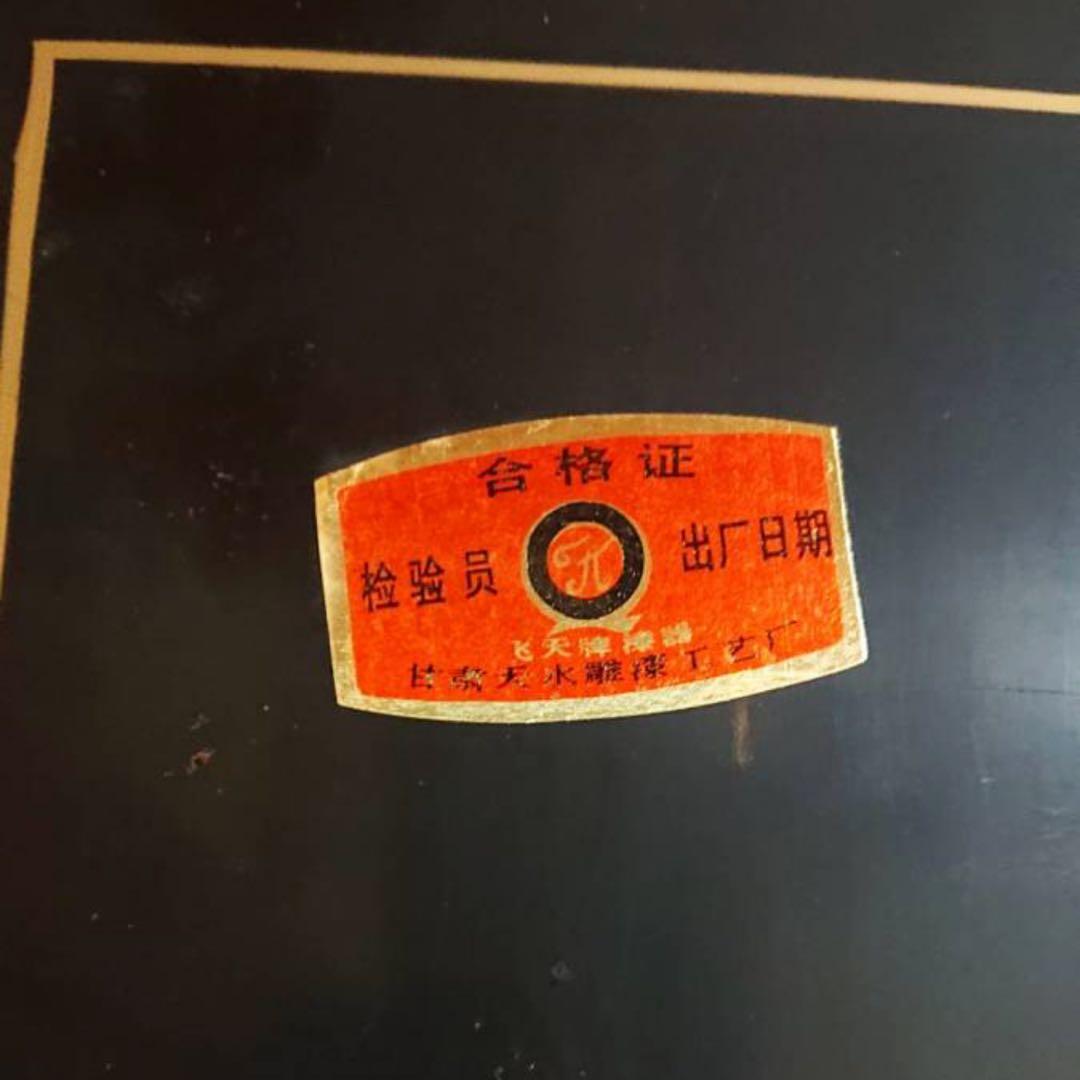 合格证
检验员 出厂日期
飞天牌漆器
甘肃天水雕漆工艺厂